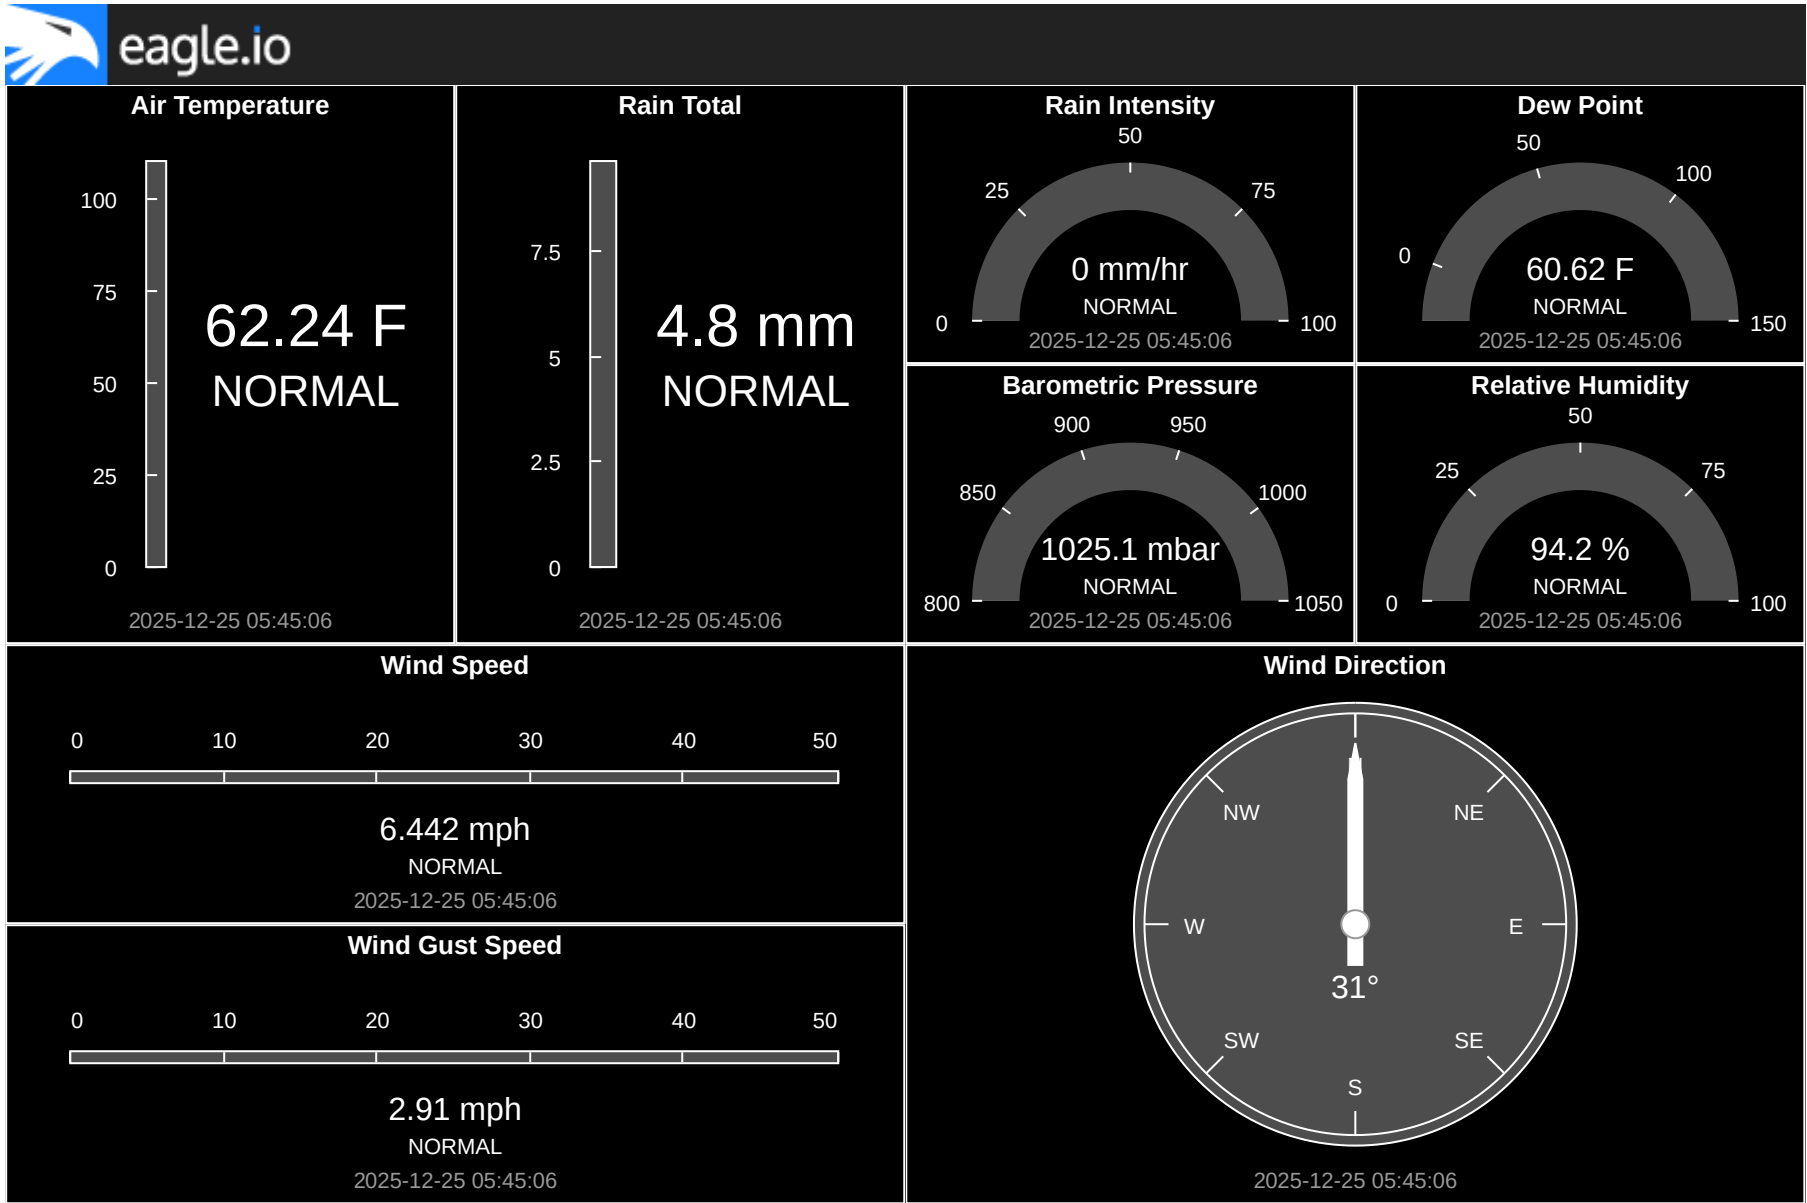 eagle.io
Air Temperature
100
75
50
25
0
62.24 F
NORMAL
2025-12-25 05:45:06
Rain Total
7.5
5
2.5
0
4.8 mm
NORMAL
2025-12-25 05:45:06
Rain Intensity
50
25
75
0
100
0 mm/hr
NORMAL
2025-12-25 05:45:06
Dew Point
50
100
0
150
60.62 F
NORMAL
2025-12-25 05:45:06
Barometric Pressure
900
950
850
1000
800
1050
1025.1 mbar
NORMAL
2025-12-25 05:45:06
Relative Humidity
50
25
75
0
100
94.2 %
NORMAL
2025-12-25 05:45:06
Wind Speed
0 10 20 30 40 50
6.442 mph
NORMAL
2025-12-25 05:45:06
Wind Gust Speed
0 10 20 30 40 50
2.91 mph
NORMAL
2025-12-25 05:45:06
Wind Direction
NW NE
W E
31°
SW SE
S
2025-12-25 05:45:06